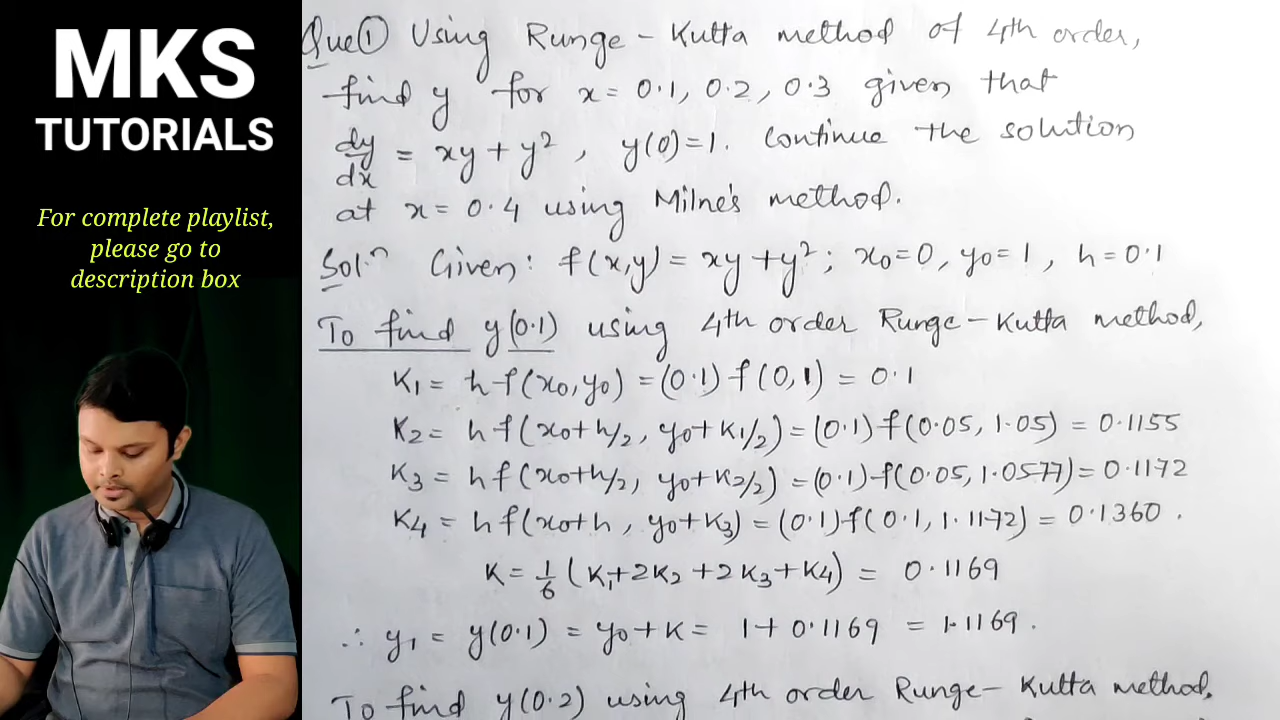 MKS
TUTORIALS
For complete playlist,
please go to
description box
Que① Using Runge-Kutta method of 4th order,
find y for x = 0.1, 0.2, 0.3 given that
dy/dx = xy + y², y(0)=1. Continue the solution
at x = 0.4 using Milne's method.
Solⁿ Given: f(x,y) = xy + y²; x₀=0, y₀=1, h=0.1
To find y(0.1) using 4th order Runge-Kutta method,
K₁ = hf(x₀,y₀) = (0.1) f(0,1) = 0.1
K₂ = hf(x₀+h/2, y₀+K₁/2) = (0.1) f(0.05, 1.05) = 0.1155
K₃ = hf(x₀+h/2, y₀+K₂/2) = (0.1) f(0.05, 1.0577) = 0.1172
K₄ = hf(x₀+h, y₀+K₃) = (0.1) f(0.1, 1.1172) = 0.1360.
K = 1/6 (K₁+2K₂+2K₃+K₄) = 0.1169
∴ y₁ = y(0.1) = y₀+K = 1+0.1169 = 1.1169.
To find y(0.2) using 4th order Runge-Kutta method,